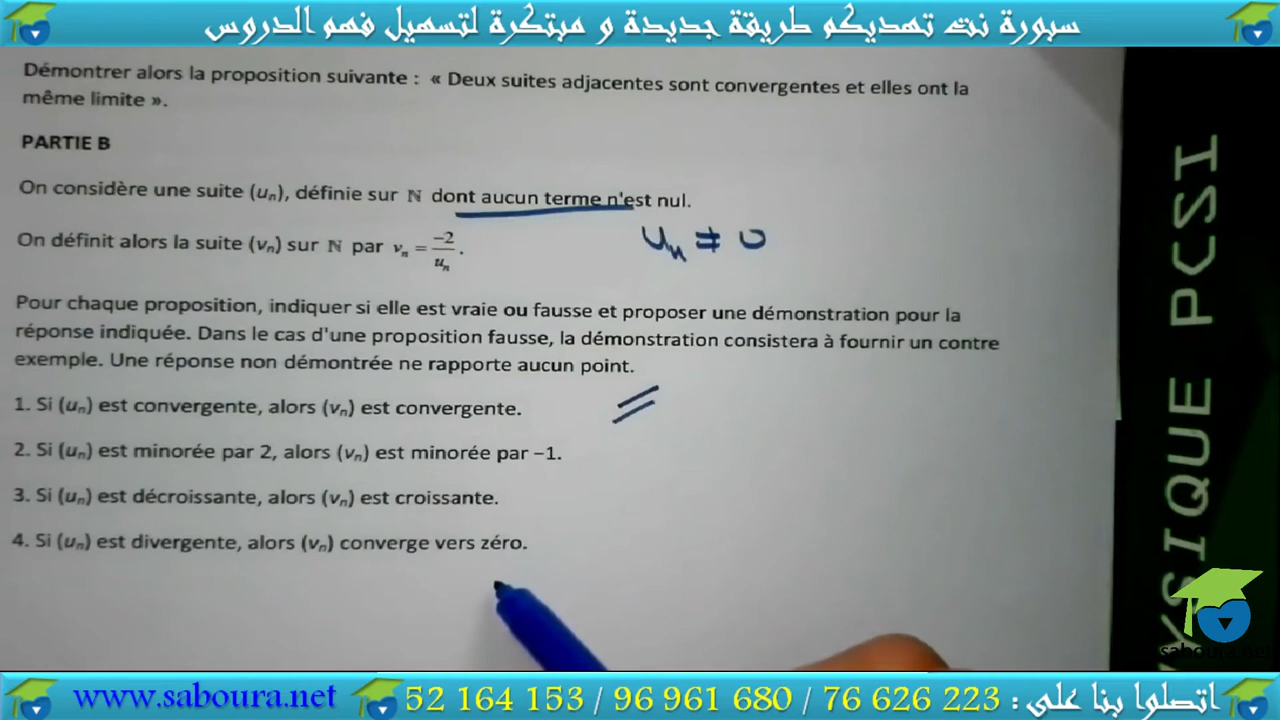 سبورة نت تهديكم طريقة جديدة و مبتكرة لتسهيل فهم الدروس
Démontrer alors la proposition suivante : « Deux suites adjacentes sont convergentes et elles ont la
même limite ».
PARTIE B
On considère une suite (uₙ), définie sur ℕ dont aucun terme n'est nul.
uₙ ≠ 0
On définit alors la suite (vₙ) sur ℕ par vₙ = -2/uₙ.
Pour chaque proposition, indiquer si elle est vraie ou fausse et proposer une démonstration pour la
réponse indiquée. Dans le cas d'une proposition fausse, la démonstration consistera à fournir un contre
exemple. Une réponse non démontrée ne rapporte aucun point.
1. Si (uₙ) est convergente, alors (vₙ) est convergente.
2. Si (uₙ) est minorée par 2, alors (vₙ) est minorée par −1.
3. Si (uₙ) est décroissante, alors (vₙ) est croissante.
4. Si (uₙ) est divergente, alors (vₙ) converge vers zéro.
YSIQUE PCSI
saboura.net
www.saboura.net
52 164 153 / 96 961 680 / 76 626 223 : اتصلوا بنا على